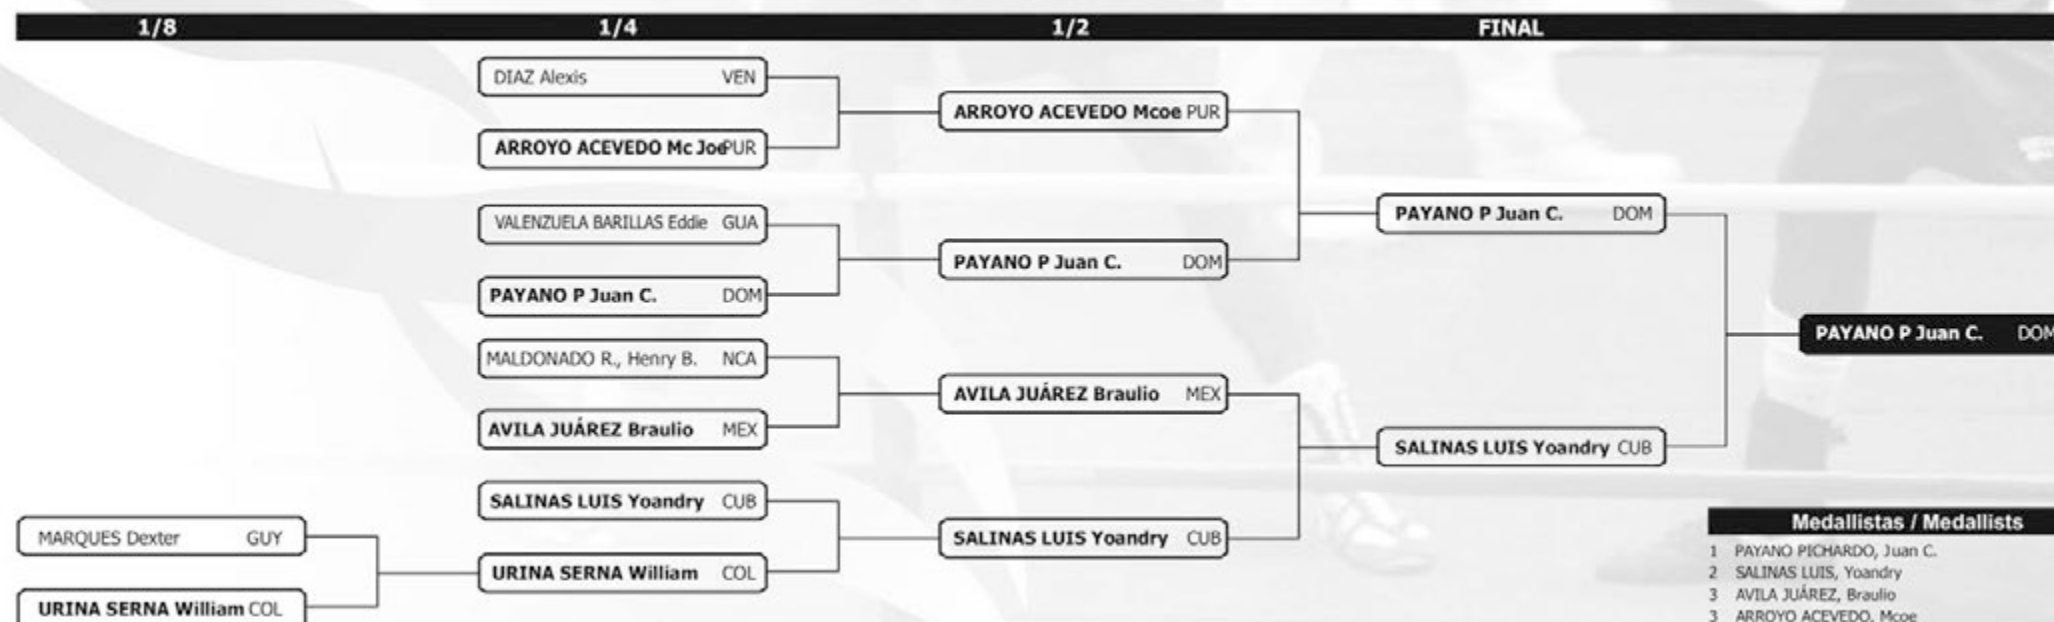 1/8 1/4 1/2 FINAL
DIAZ Alexis VEN
ARROYO ACEVEDO Mc Joe PUR
VALENZUELA BARILLAS Eddie GUA
PAYANO P Juan C. DOM
MALDONADO R., Henry B. NCA
AVILA JUÁREZ Braulio MEX
SALINAS LUIS Yoandry CUB
URINA SERNA William COL
MARQUES Dexter GUY
URINA SERNA William COL
ARROYO ACEVEDO Mcoe PUR
PAYANO P Juan C. DOM
AVILA JUÁREZ Braulio MEX
SALINAS LUIS Yoandry CUB
PAYANO P Juan C. DOM
SALINAS LUIS Yoandry CUB
PAYANO P Juan C. DOM
Medallistas / Medallists
1 PAYANO PICHARDO, Juan C.
2 SALINAS LUIS, Yoandry
3 AVILA JUÁREZ, Braulio
3 ARROYO ACEVEDO, Mcoe